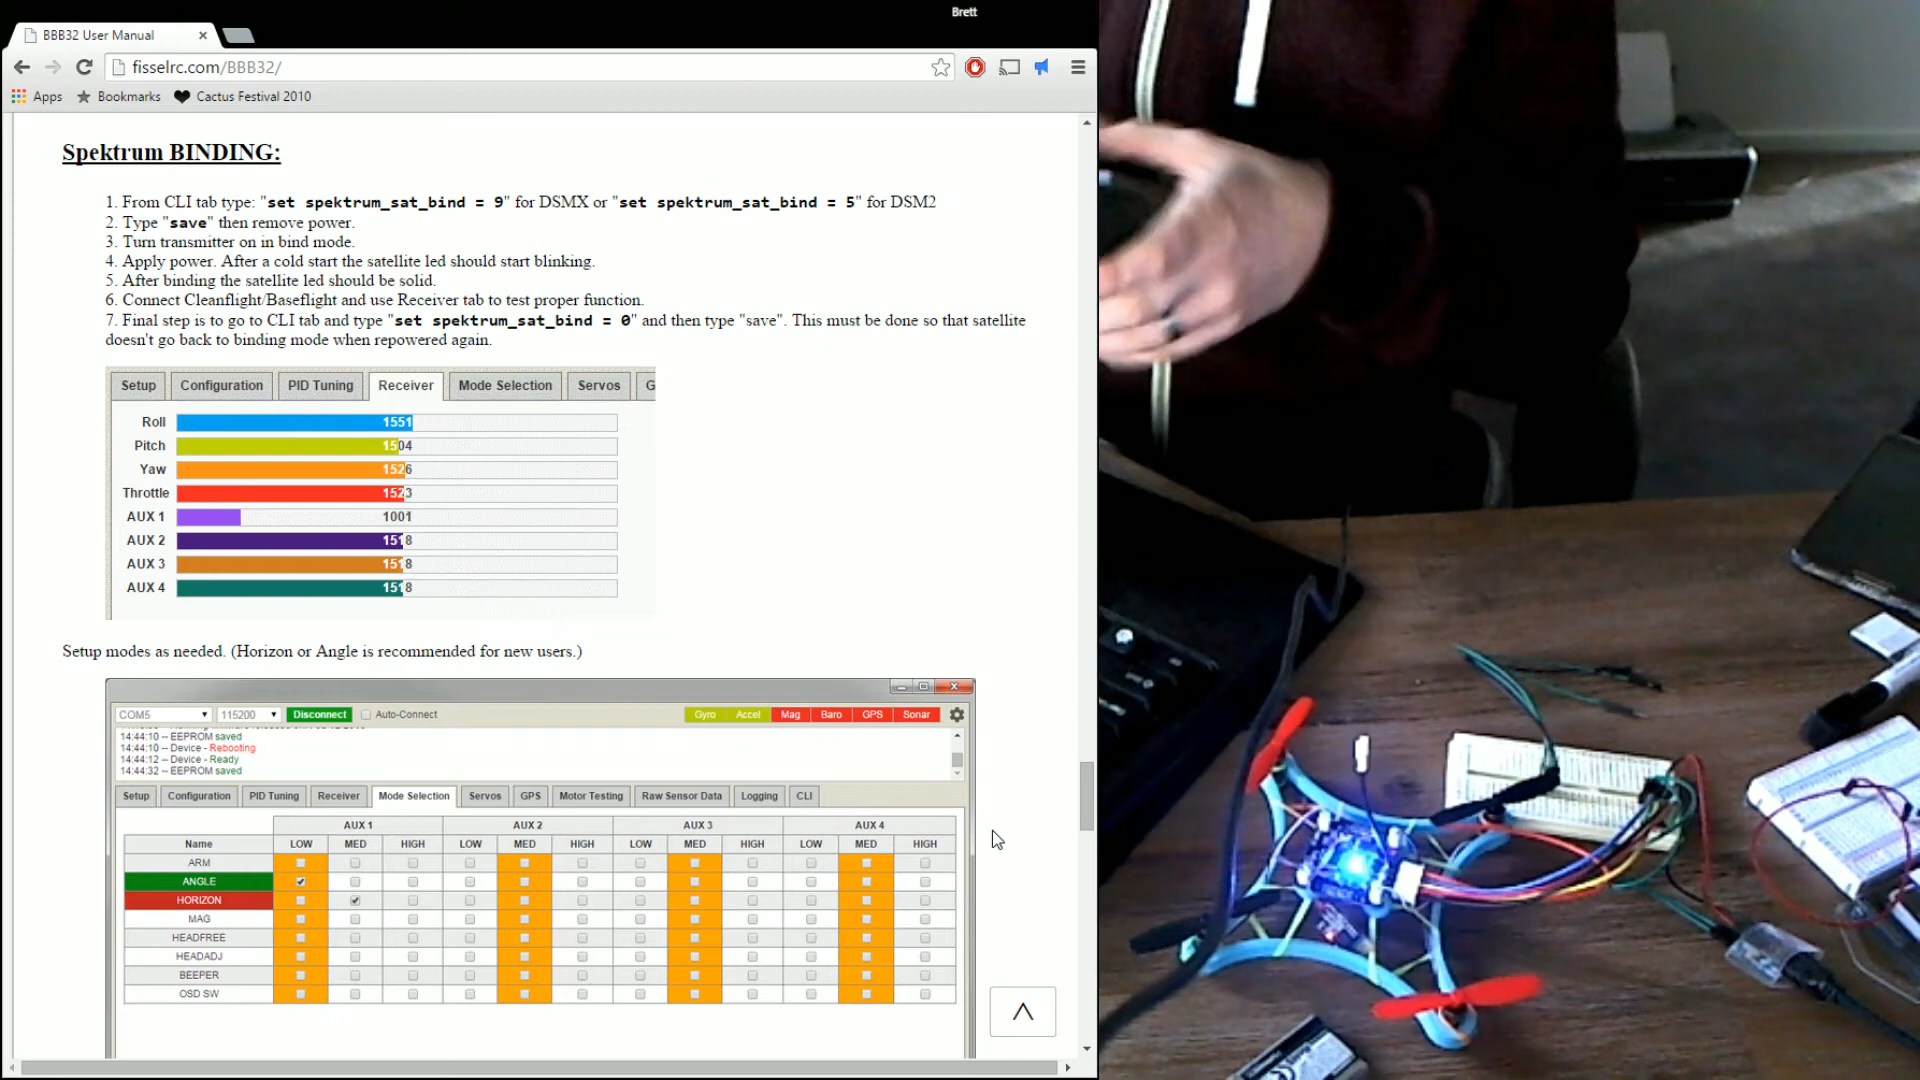 Brett
BBB32 User Manual
fisselrc.com/BBB32/
Apps Bookmarks Cactus Festival 2010
Spektrum BINDING:
1. From CLI tab type: "set spektrum_sat_bind = 9" for DSMX or "set spektrum_sat_bind = 5" for DSM2
2. Type "save" then remove power.
3. Turn transmitter on in bind mode.
4. Apply power. After a cold start the satellite led should start blinking.
5. After binding the satellite led should be solid.
6. Connect Cleanflight/Baseflight and use Receiver tab to test proper function.
7. Final step is to go to CLI tab and type "set spektrum_sat_bind = 0" and then type "save". This must be done so that satellite
doesn't go back to binding mode when repowered again.
Setup Configuration PID Tuning Receiver Mode Selection Servos G
Roll 1551
Pitch 1504
Yaw 1526
Throttle 1523
AUX 1 1001
AUX 2 1518
AUX 3 1518
AUX 4 1518
Setup modes as needed. (Horizon or Angle is recommended for new users.)
COM5 115200 Disconnect Auto-Connect Gyro Accel Mag Baro GPS Sonar
14:44:10 -- EEPROM saved
14:44:10 -- Device - Rebooting
14:44:12 -- Device - Ready
14:44:32 -- EEPROM saved
Setup Configuration PID Tuning Receiver Mode Selection Servos GPS Motor Testing Raw Sensor Data Logging CLI
AUX 1 AUX 2 AUX 3 AUX 4
Name LOW MED HIGH LOW MED HIGH LOW MED HIGH LOW MED HIGH
ARM
ANGLE
HORIZON
MAG
HEADFREE
HEADADJ
BEEPER
OSD SW